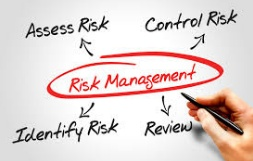 Assess Risk
Control Risk
Risk Management
Identify Risk
Review